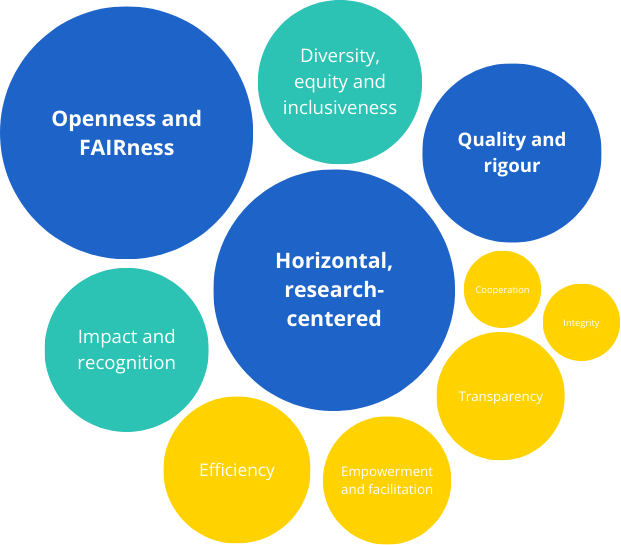 Diversity,
equity and
inclusiveness
Openness and
FAIRness
Quality and
rigour
Horizontal,
research-
centered
Cooperation
Integrity
Impact and
recognition
Transparency
Efficiency
Empowerment
and facilitation